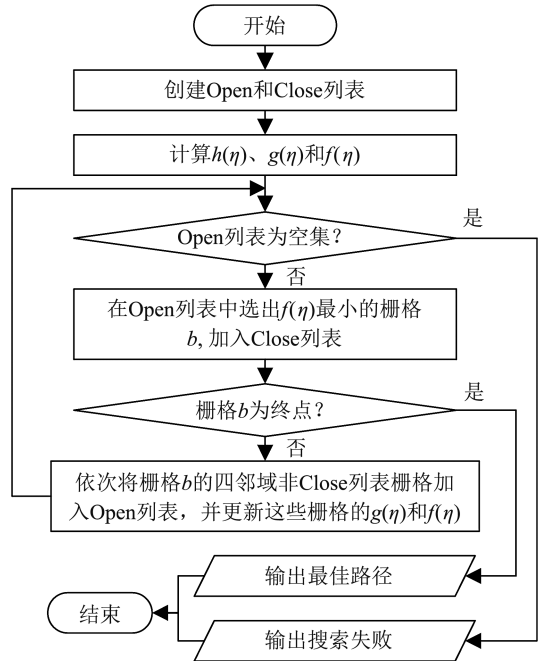 开始
创建Open和Close列表
计算h(η)、g(η)和f(η)
Open列表为空集?
是
否
在Open列表中选出f(η)最小的栅格
b, 加入Close列表
栅格b为终点?
是
否
依次将栅格b的四邻域非Close列表栅格加
入Open列表，并更新这些栅格的g(η)和f(η)
输出最佳路径
结束
输出搜索失败